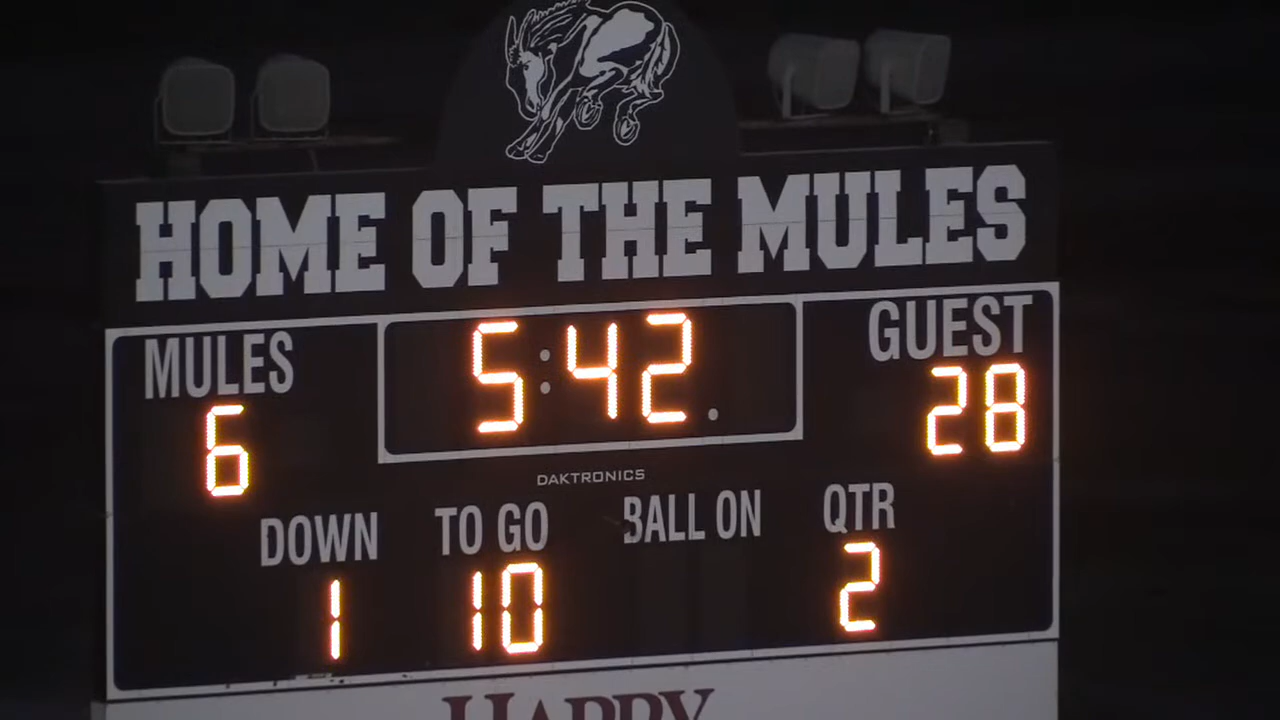 HOME OF THE MULES
MULES 5:42. GUEST
6 28
DAKTRONICS
DOWN TO GO BALL ON QTR
1 10 2
HAPPY